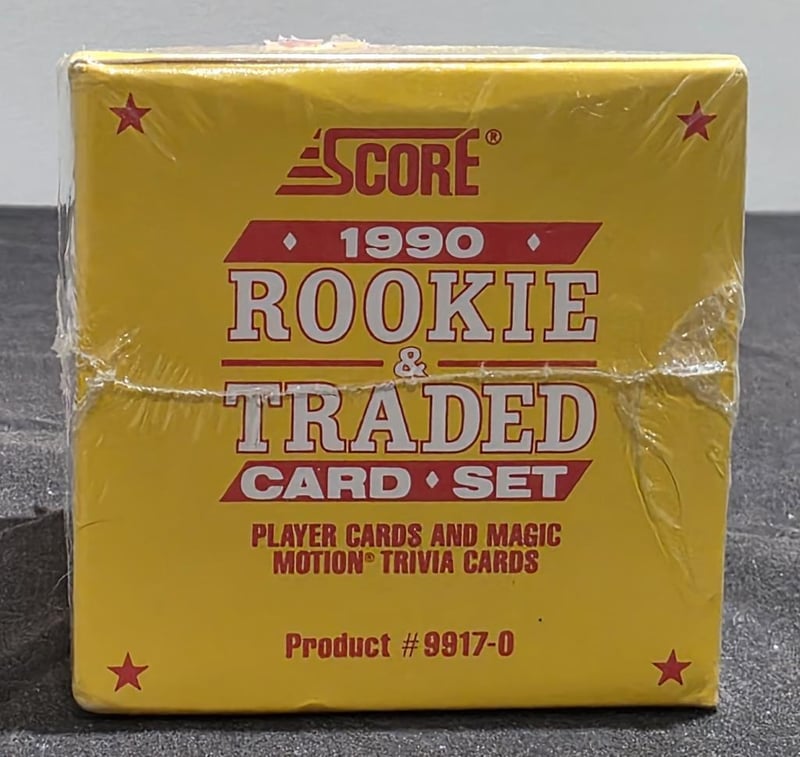 SCORE®
1990
ROOKIE
&
TRADED
CARD ♦ SET
PLAYER CARDS AND MAGIC
MOTION® TRIVIA CARDS
Product #9917-0